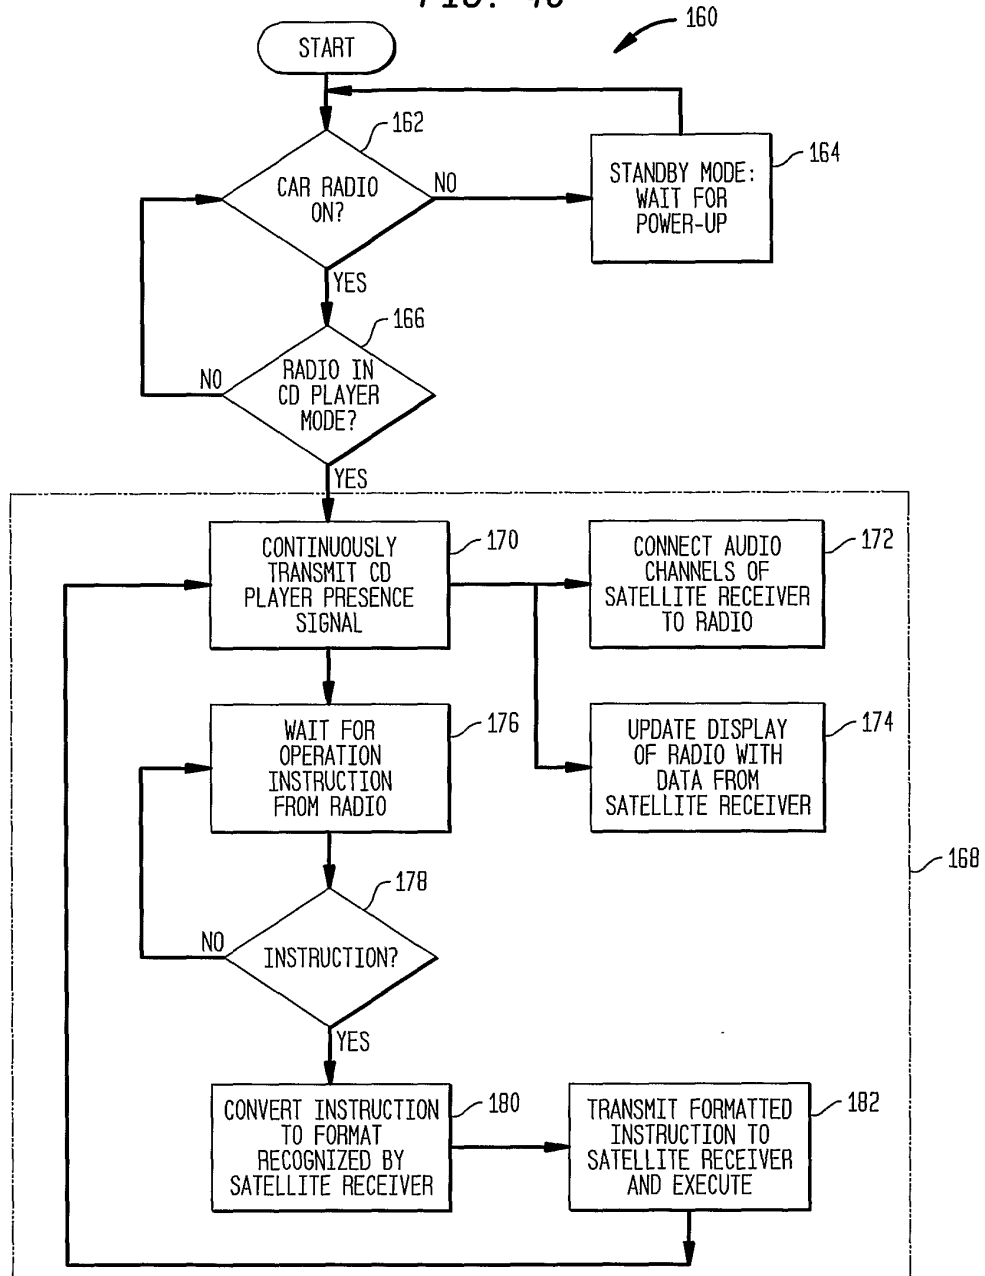 160
START
162
CAR RADIO
ON?
NO
164
STANDBY MODE:
WAIT FOR
POWER-UP
YES
166
RADIO IN
CD PLAYER
MODE?
NO
YES
170
CONTINUOUSLY
TRANSMIT CD
PLAYER PRESENCE
SIGNAL
172
CONNECT AUDIO
CHANNELS OF
SATELLITE RECEIVER
TO RADIO
176
WAIT FOR
OPERATION
INSTRUCTION
FROM RADIO
174
UPDATE DISPLAY
OF RADIO WITH
DATA FROM
SATELLITE RECEIVER
168
178
INSTRUCTION?
NO
YES
180
CONVERT INSTRUCTION
TO FORMAT
RECOGNIZED BY
SATELLITE RECEIVER
182
TRANSMIT FORMATTED
INSTRUCTION TO
SATELLITE RECEIVER
AND EXECUTE